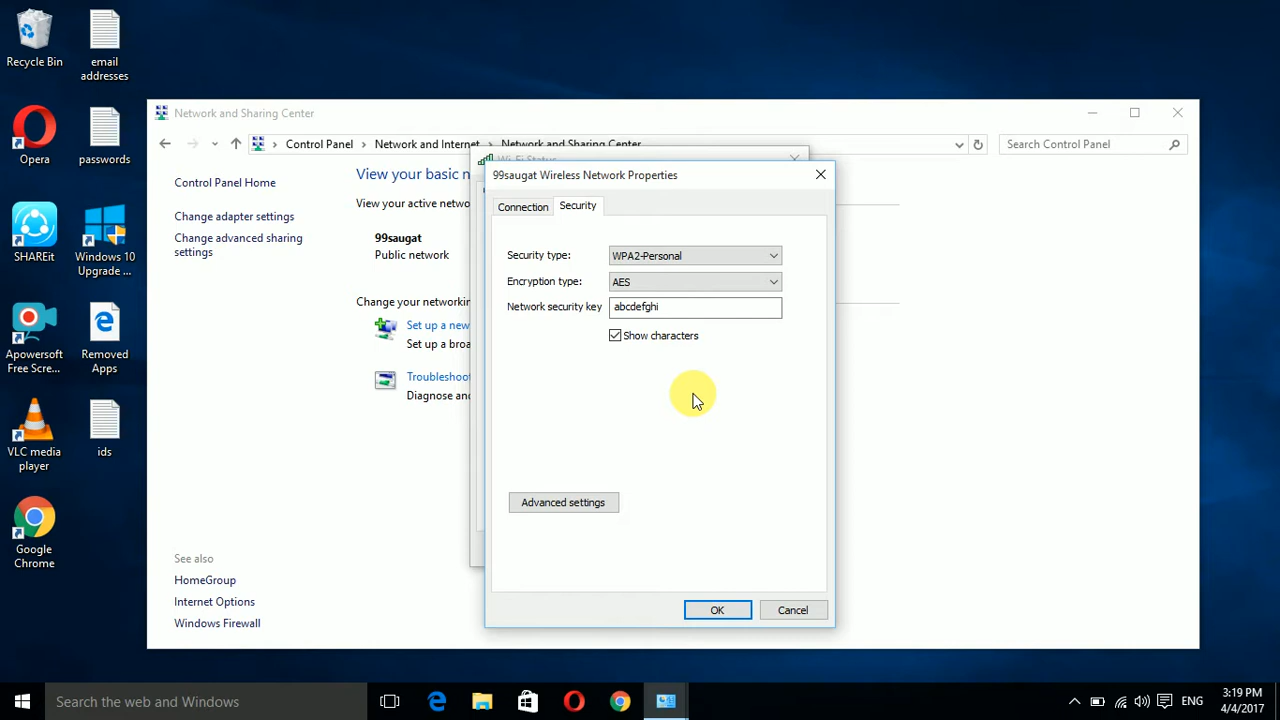 Recycle Bin
email
addresses
Opera
passwords
SHAREit
Windows 10
Upgrade ...
Apowersoft
Free Scre...
Removed
Apps
VLC media
player
ids
Google
Chrome
Network and Sharing Center
Control Panel
Network and Internet
Network and Sharing Center
Search Control Panel
Control Panel Home
Change adapter settings
Change advanced sharing
settings
See also
HomeGroup
Internet Options
Windows Firewall
View your basic n
View your active netwo
99saugat
Public network
Change your networking
Set up a new
Set up a broa
Troubleshoot
Diagnose and
Wi-Fi Status
99saugat Wireless Network Properties
Connection
Security
Security type:
WPA2-Personal
Encryption type:
AES
Network security key
abcdefghi
Show characters
Advanced settings
OK
Cancel
Search the web and Windows
ENG
3:19 PM
4/4/2017